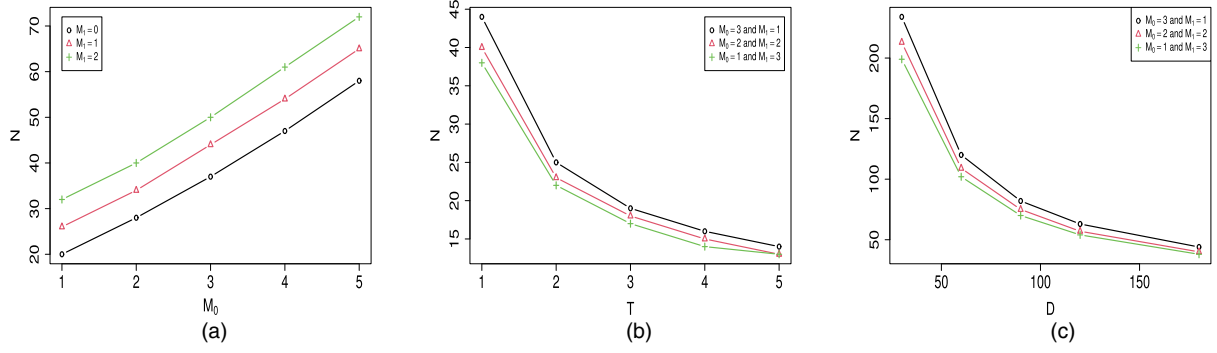 N
70
60
50
40
30
20
M₁ = 0
M₁ = 1
M₁ = 2
1 2 3 4 5
M₀
(a)
N
45
40
35
30
25
20
15
M₀ = 3 and M₁ = 1
M₀ = 2 and M₁ = 2
M₀ = 1 and M₁ = 3
1 2 3 4 5
T
(b)
N
200
150
100
50
M₀ = 3 and M₁ = 1
M₀ = 2 and M₁ = 2
M₀ = 1 and M₁ = 3
50 100 150
D
(c)